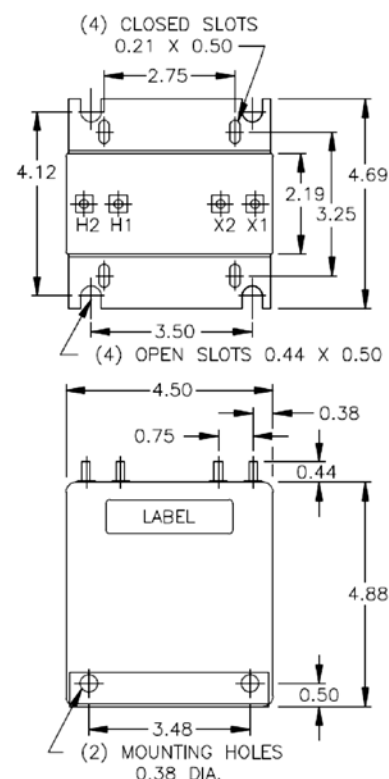 (4) CLOSED SLOTS
0.21 X 0.50
2.75
4.12
4.69
2.19
3.25
H2 H1 X2 X1
3.50
(4) OPEN SLOTS 0.44 X 0.50
4.50
0.38
0.75
0.44
LABEL
4.88
0.50
3.48
(2) MOUNTING HOLES
0.38 DIA.